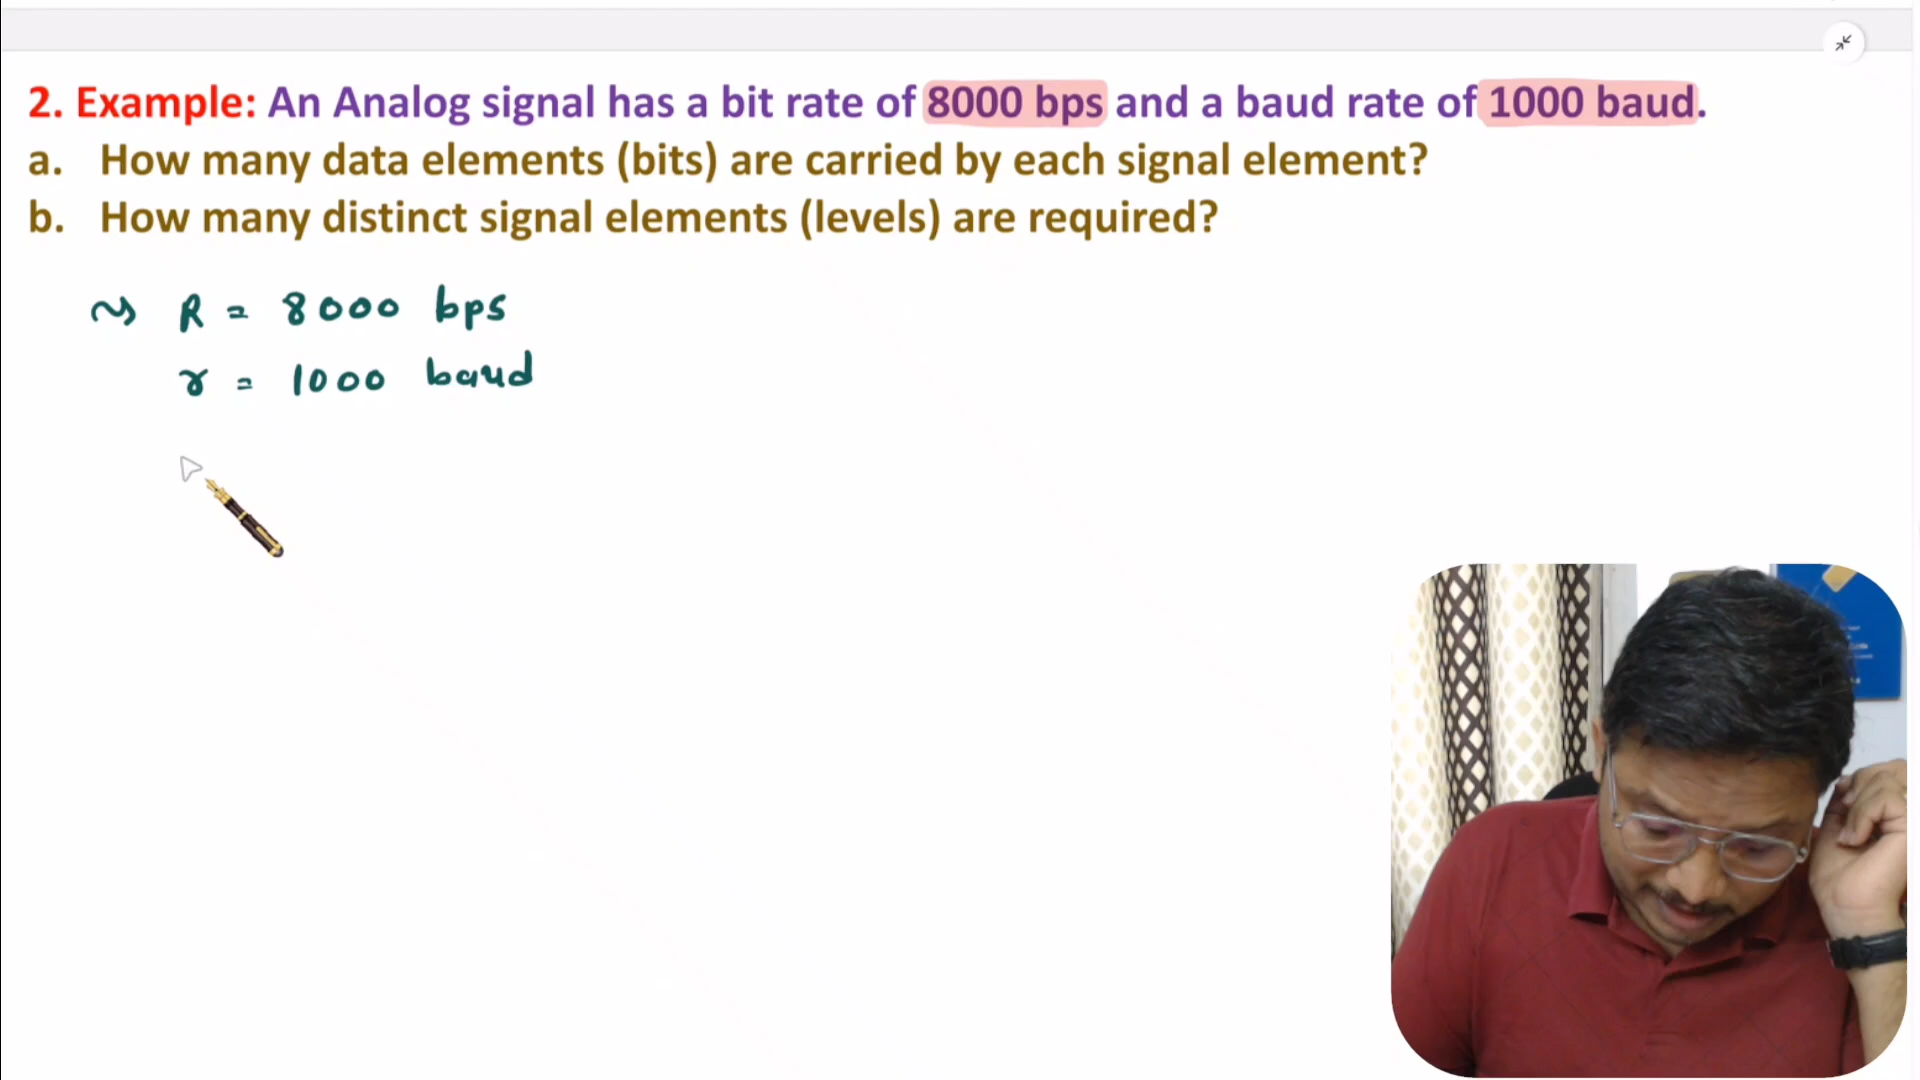 2. Example: An Analog signal has a bit rate of 8000 bps and a baud rate of 1000 baud.
a. How many data elements (bits) are carried by each signal element?
b. How many distinct signal elements (levels) are required?
R = 8000 bps
r = 1000 baud